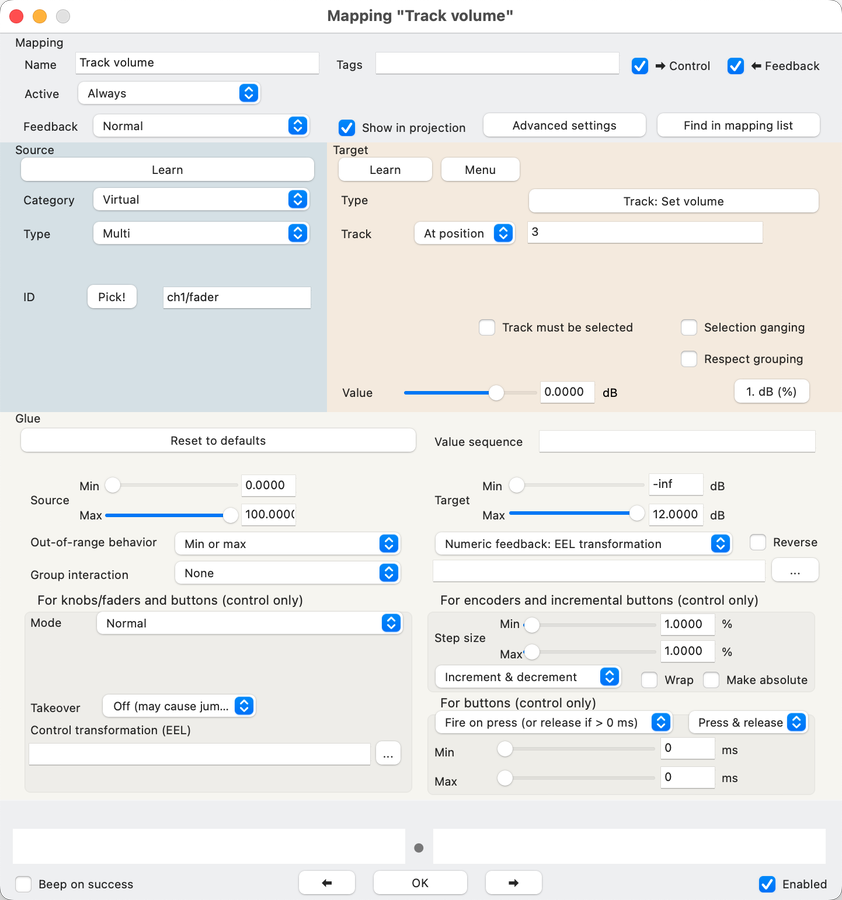 Mapping "Track volume"
Mapping
Name Track volume Tags ➡ Control ⬅ Feedback
Active Always
Feedback Normal Show in projection Advanced settings Find in mapping list
Source
Learn
Category Virtual
Type Multi
ID Pick! ch1/fader
Target
Learn Menu
Type Track: Set volume
Track At position 3
Track must be selected Selection ganging
Respect grouping
Value 0.0000 dB 1. dB (%)
Glue
Reset to defaults Value sequence
Source Min 0.0000
Max 100.0000
Target Min -inf dB
Max 12.0000 dB
Out-of-range behavior Min or max
Group interaction None
Numeric feedback: EEL transformation Reverse
...
For knobs/faders and buttons (control only)
Mode Normal
Takeover Off (may cause jum...
Control transformation (EEL)
...
For encoders and incremental buttons (control only)
Step size Min 1.0000 %
Max 1.0000 %
Increment & decrement Wrap Make absolute
For buttons (control only)
Fire on press (or release if > 0 ms) Press & release
Min 0 ms
Max 0 ms
Beep on success ⬅ OK ➡ Enabled